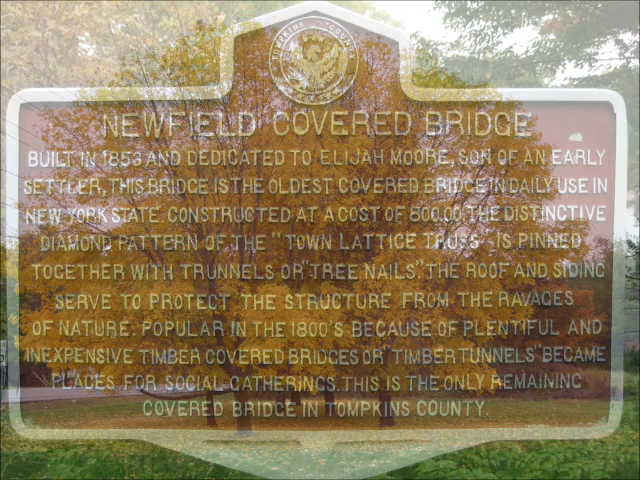 TOMPKINS COUNTY
NEWFIELD COVERED BRIDGE
BUILT IN 1853 AND DEDICATED TO ELIJAH MOORE, SON OF AN EARLY
SETTLER, THIS BRIDGE IS THE OLDEST COVERED BRIDGE IN DAILY USE IN
NEW YORK STATE. CONSTRUCTED AT A COST OF 800.00, THE DISTINCTIVE
DIAMOND PATTERN OF THE "TOWN LATTICE TRUSS" IS PINNED
TOGETHER WITH TRUNNELS OR "TREE NAILS". THE ROOF AND SIDING
SERVE TO PROTECT THE STRUCTURE FROM THE RAVAGES
OF NATURE. POPULAR IN THE 1800'S BECAUSE OF PLENTIFUL AND
INEXPENSIVE TIMBER COVERED BRIDGES OR "TIMBER TUNNELS" BECAME
PLACES FOR SOCIAL GATHERINGS. THIS IS THE ONLY REMAINING
COVERED BRIDGE IN TOMPKINS COUNTY.